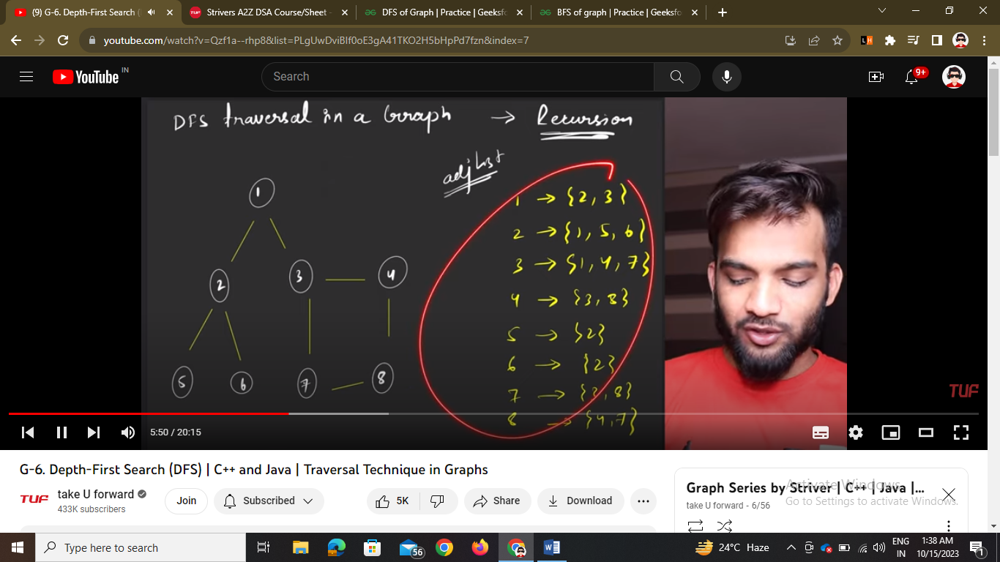 (9) G-6. Depth-First Search (
Strivers A2Z DSA Course/Sheet -
DFS of Graph | Practice | Geeksfo
BFS of graph | Practice | Geeksfo
youtube.com/watch?v=Qzf1a--rhp8&list=PLgUwDviBIf0oE3gA41TKO2H5bHpPd7fzn&index=7
YouTube IN
Search
9+
DFS traversal in a Graph → Recursion
adj list
1 → {2, 3}
2 → {1, 5, 6}
3 → {1, 4, 7}
4 → {3, 8}
5 → {2}
6 → {2}
7 → {3, 8}
8 → {4, 7}
1
2 3 4
5 6 7 8
TUF
5:50 / 20:15
G-6. Depth-First Search (DFS) | C++ and Java | Traversal Technique in Graphs
TUF
take U forward
433K subscribers
Join
Subscribed
5K
Share
Download
Graph Series by Striver | C++ | Java |...
take U forward - 6/56
Activate Windows
Go to Settings to activate Windows.
Type here to search
56
24°C Haze
ENG
IN
1:38 AM
10/15/2023
1